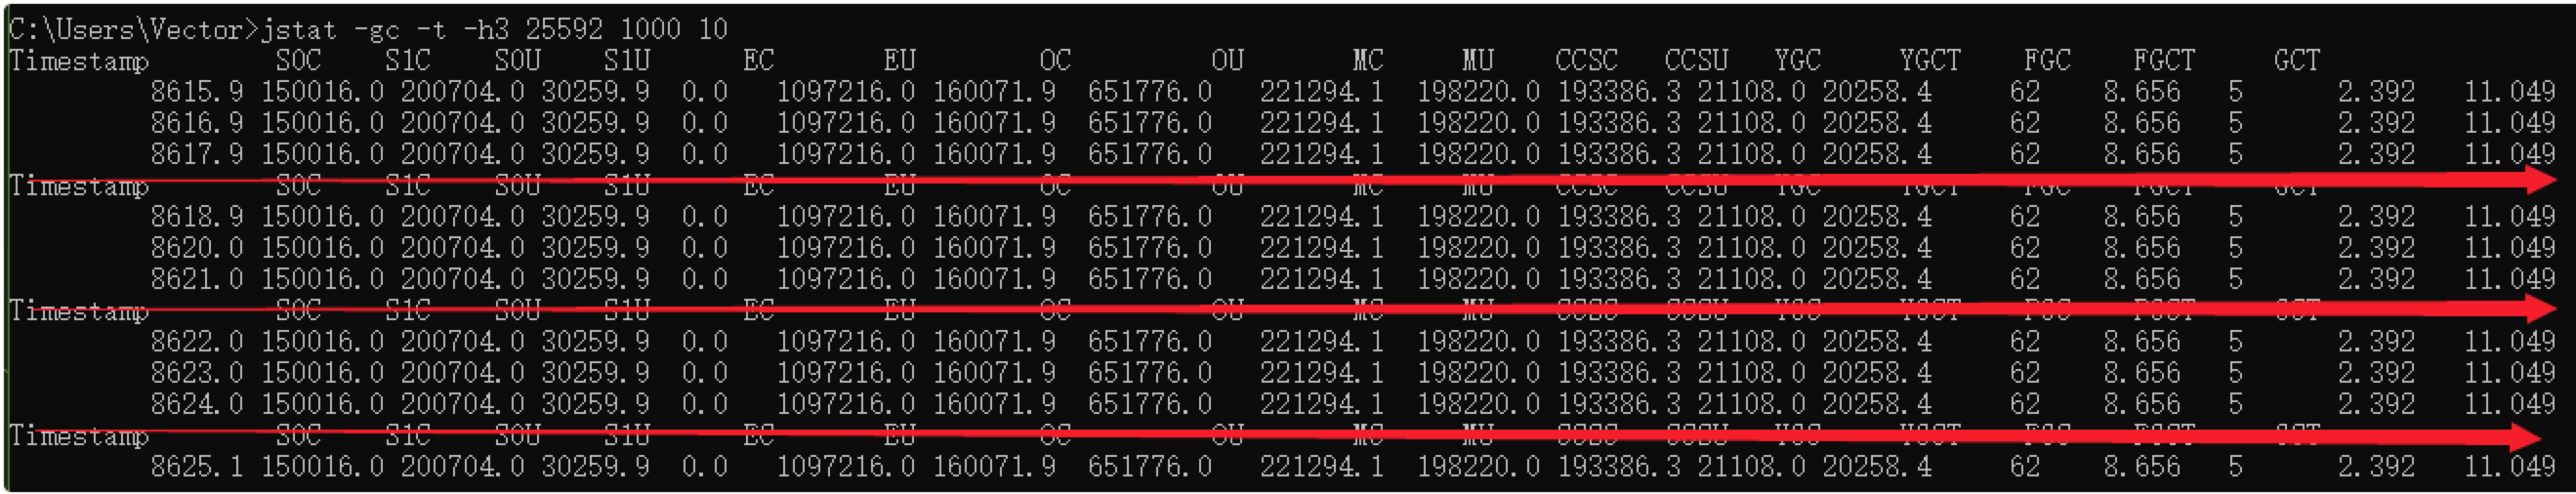 C:\Users\Vector>jstat -gc -t -h3 25592 1000 10
Timestamp S0C S1C S0U S1U EC EU OC OU MC MU CCSC CCSU YGC YGCT FGC FGCT GCT
8615.9 150016.0 200704.0 30259.9 0.0 1097216.0 160071.9 651776.0 221294.1 198220.0 193386.3 21108.0 20258.4 62 8.656 5 2.392 11.049
8616.9 150016.0 200704.0 30259.9 0.0 1097216.0 160071.9 651776.0 221294.1 198220.0 193386.3 21108.0 20258.4 62 8.656 5 2.392 11.049
8617.9 150016.0 200704.0 30259.9 0.0 1097216.0 160071.9 651776.0 221294.1 198220.0 193386.3 21108.0 20258.4 62 8.656 5 2.392 11.049
Timestamp S0C S1C S0U S1U EC EU OC OU MC MU CCSC CCSU YGC YGCT FGC FGCT GCT
8618.9 150016.0 200704.0 30259.9 0.0 1097216.0 160071.9 651776.0 221294.1 198220.0 193386.3 21108.0 20258.4 62 8.656 5 2.392 11.049
8620.0 150016.0 200704.0 30259.9 0.0 1097216.0 160071.9 651776.0 221294.1 198220.0 193386.3 21108.0 20258.4 62 8.656 5 2.392 11.049
8621.0 150016.0 200704.0 30259.9 0.0 1097216.0 160071.9 651776.0 221294.1 198220.0 193386.3 21108.0 20258.4 62 8.656 5 2.392 11.049
Timestamp S0C S1C S0U S1U EC EU OC OU MC MU CCSC CCSU YGC YGCT FGC FGCT GCT
8622.0 150016.0 200704.0 30259.9 0.0 1097216.0 160071.9 651776.0 221294.1 198220.0 193386.3 21108.0 20258.4 62 8.656 5 2.392 11.049
8623.0 150016.0 200704.0 30259.9 0.0 1097216.0 160071.9 651776.0 221294.1 198220.0 193386.3 21108.0 20258.4 62 8.656 5 2.392 11.049
8624.0 150016.0 200704.0 30259.9 0.0 1097216.0 160071.9 651776.0 221294.1 198220.0 193386.3 21108.0 20258.4 62 8.656 5 2.392 11.049
Timestamp S0C S1C S0U S1U EC EU OC OU MC MU CCSC CCSU YGC YGCT FGC FGCT GCT
8625.1 150016.0 200704.0 30259.9 0.0 1097216.0 160071.9 651776.0 221294.1 198220.0 193386.3 21108.0 20258.4 62 8.656 5 2.392 11.049